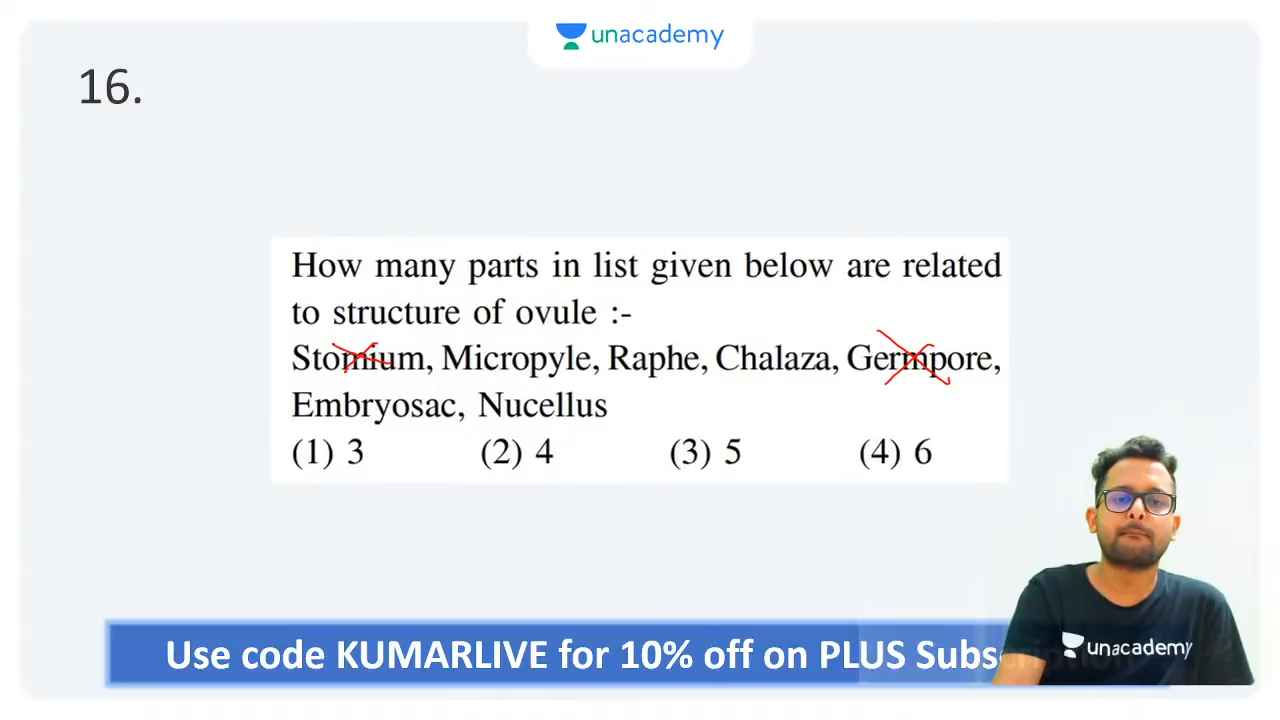 unacademy
16.
How many parts in list given below are related
to structure of ovule :-
Stomium, Micropyle, Raphe, Chalaza, Germpore,
Embryosac, Nucellus
(1) 3 (2) 4 (3) 5 (4) 6
unacademy
Use code KUMARLIVE for 10% off on PLUS Subscription